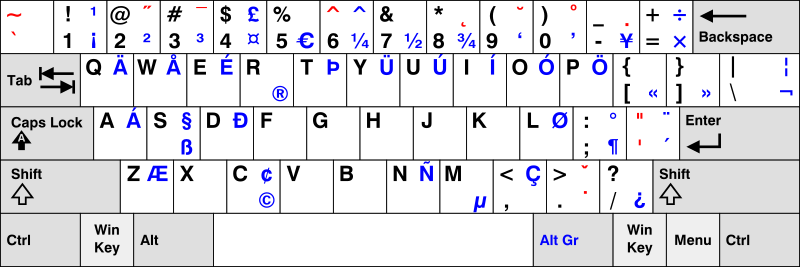 ~ ! ¹ @ ˝ # ¯ $ £ % ^ ^ & * ¸ ( ˘ ) ° _ . + ÷
` 1 ¡ 2 ² 3 ³ 4 ¤ 5 € 6 ¼ 7 ½ 8 ¾ 9 ‘ 0 ’ - ¥ = × Backspace
Tab Q Ä W Å E É R T Þ Y Ü U Ú I Í O Ó P Ö { } | ¦
® [ « ] » \ ¬
Caps Lock A Á S § D Ð F G H J K L Ø : ° " ¨ Enter
A ß ; ¶ ' ´
Shift Z Æ X C ¢ V B N Ñ M < Ç > ˇ ? Shift
© µ , . ˙ / ¿
Ctrl Win Key Alt Alt Gr Win Key Menu Ctrl